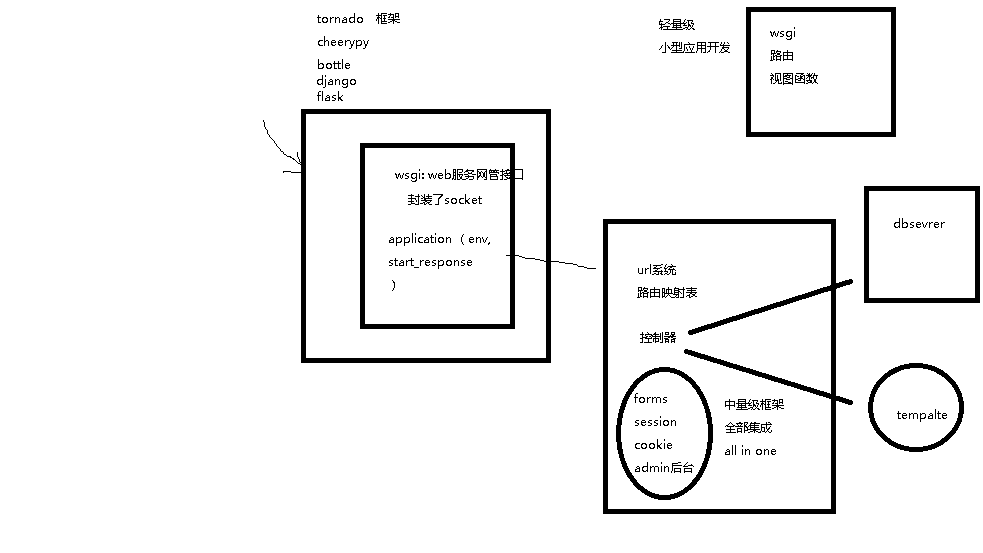 tornado 框架
cheerypy
bottle
django
flask
wsgi: web服务网管接口
封装了socket
application （ env,
start_response
）
轻量级
小型应用开发
wsgi
路由
视图函数
url系统
路由映射表
控制器
forms
session
cookie
admin后台
中量级框架
全部集成
all in one
dbsevrer
tempalte